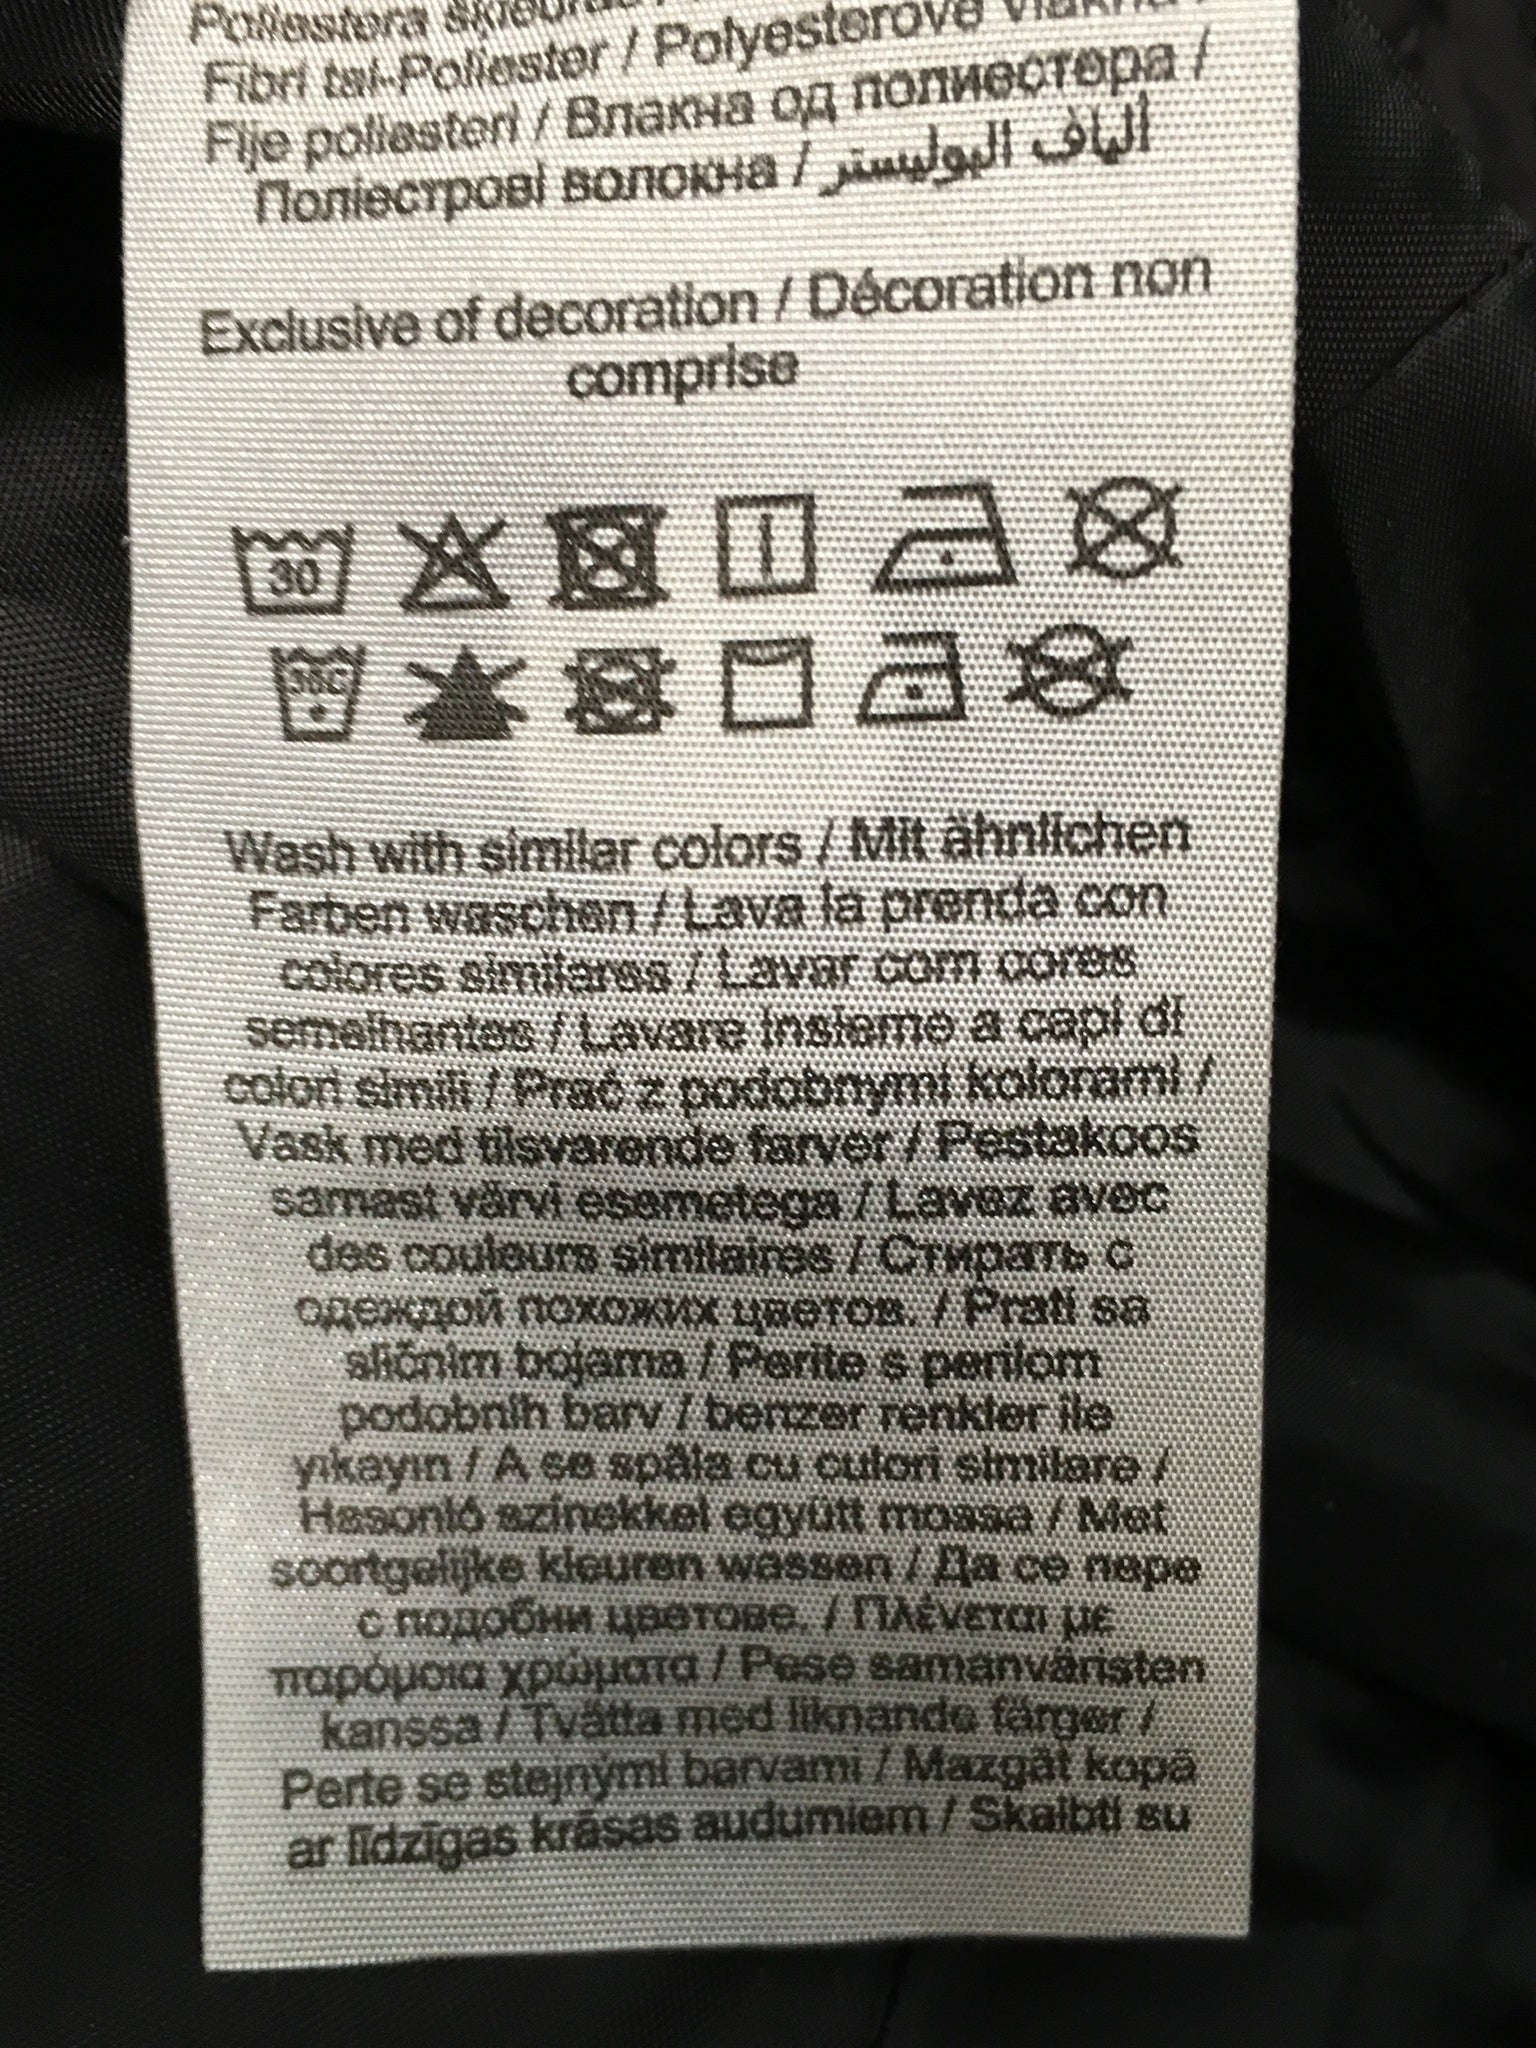 Poliestera šķiedras /
Fibri tal-Poliester / Polyesterové vlákna /
Fije poliesteri / Влакна од полиестера /
Поліестрові волокна / ألياف البوليستر
Exclusive of decoration / Décoration non
comprise
30
30C
Wash with similar colors / Mit ähnlichen
Farben waschen / Lava la prenda con
colores similares / Lavar com cores
semelhantes / Lavare insieme a capi di
colori simili / Prać z podobnymi kolorami /
Vask med tilsvarende farver / Pestakoos
samast värvi esemetega / Lavez avec
des couleurs similaires / Стирать с
одеждой похожих цветов. / Prati sa
sličnim bojama / Perite s perilom
podobnih barv / benzer renkler ile
yıkayın / A se spăla cu culori similare /
Hasonló színekkel együtt mossa / Met
soortgelijke kleuren wassen / Да се пере
с подобни цветове. / Πλένεται με
παρόμοια χρώματα / Pese samanväristen
kanssa / Tvätta med liknande färger /
Perte se stejnými barvami / Mazgāt kopā
ar līdzīgas krāsas audumiem / Skalbti su